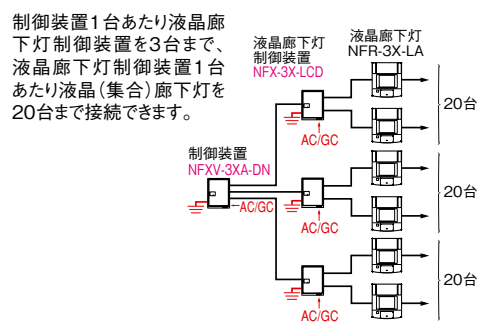 制御装置1台あたり液晶廊
下灯制御装置を3台まで、
液晶廊下灯制御装置1台
あたり液晶(集合)廊下灯を
20台まで接続できます。
液晶廊下灯
制御装置
NFX-3X-LCD
液晶廊下灯
NFR-3X-LA
20台
AC/GC
制御装置
NFXV-3XA-DN
AC/GC
20台
AC/GC
20台
AC/GC